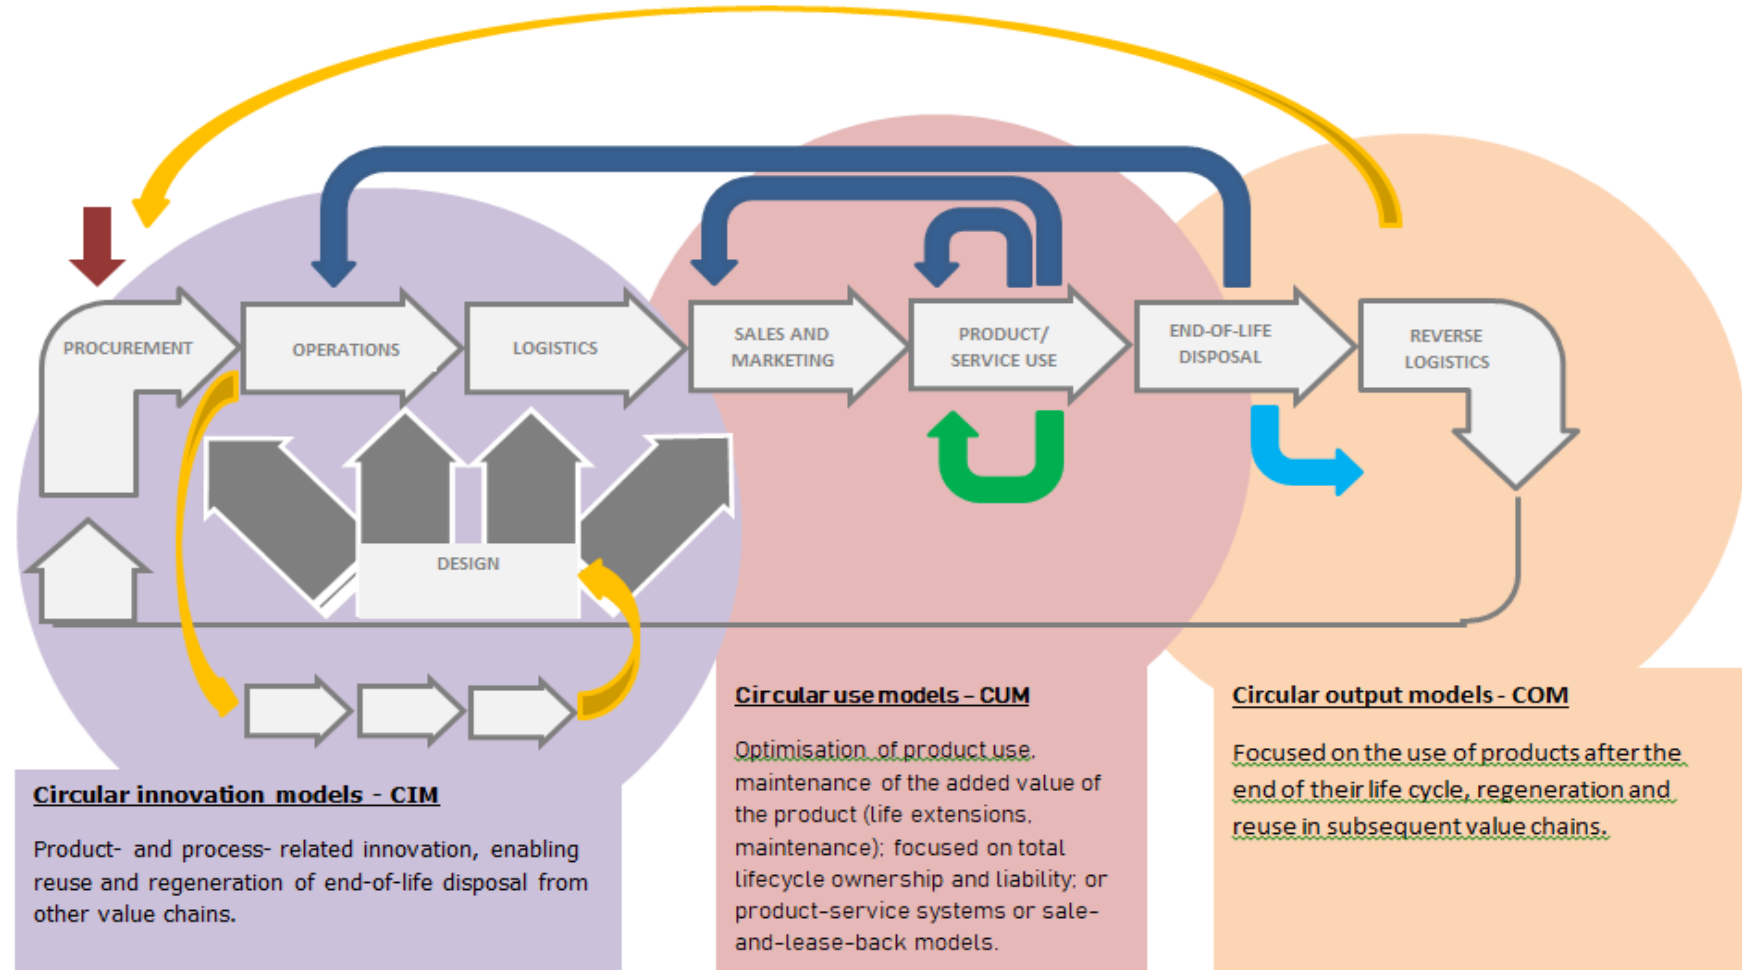 PROCUREMENT
OPERATIONS
LOGISTICS
SALES AND
MARKETING
PRODUCT/
SERVICE USE
END-OF-LIFE
DISPOSAL
REVERSE
LOGISTICS
DESIGN
Circular innovation models - CIM
Product- and process- related innovation, enabling
reuse and regeneration of end-of-life disposal from
other value chains.
Circular use models – CUM
Optimisation of product use,
maintenance of the added value of
the product (life extensions,
maintenance); focused on total
lifecycle ownership and liability; or
product-service systems or sale-
and-lease-back models.
Circular output models - COM
Focused on the use of products after the
end of their life cycle, regeneration and
reuse in subsequent value chains.